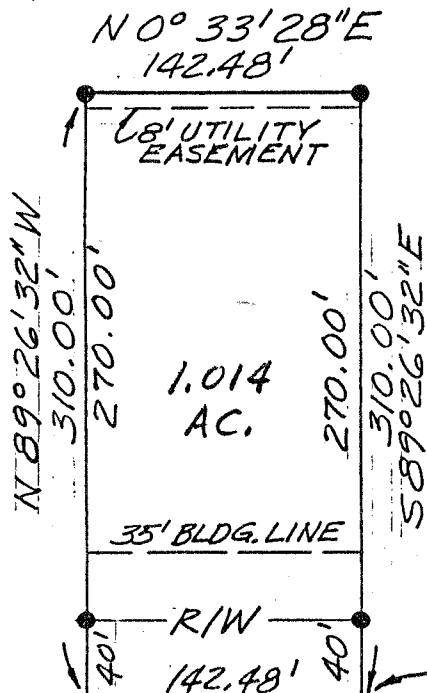 N 0° 33' 28" E
142.48'
8' UTILITY
EASEMENT
N 89° 26' 32" W
310.00'
270.00'
1.014
AC.
270.00'
310.00'
S 89° 26' 32" E
35' BLDG. LINE
R/W
40'
142.48'
40'